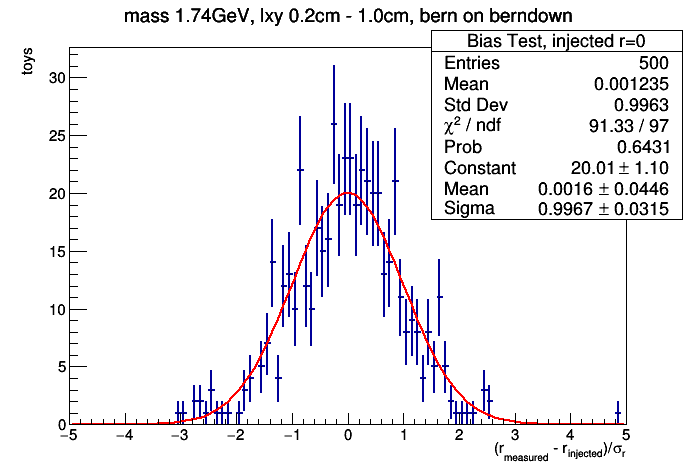 mass 1.74GeV, lxy 0.2cm - 1.0cm, bern on berndown
Bias Test, injected r=0
Entries 500
Mean 0.001235
Std Dev 0.9963
χ² / ndf 91.33 / 97
Prob 0.6431
Constant 20.01 ± 1.10
Mean 0.0016 ± 0.0446
Sigma 0.9967 ± 0.0315
toys
30
25
20
15
10
5
0
−5 −4 −3 −2 −1 0 1 2 3 4 5
(r_measured - r_injected)/σ_r